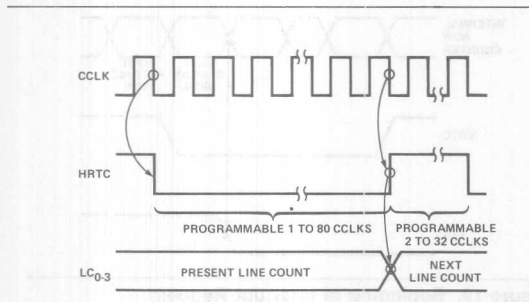 CCLK
HRTC
PROGRAMMABLE 1 TO 80 CCLKS
PROGRAMMABLE
2 TO 32 CCLKS
LC0-3
PRESENT LINE COUNT
NEXT
LINE COUNT